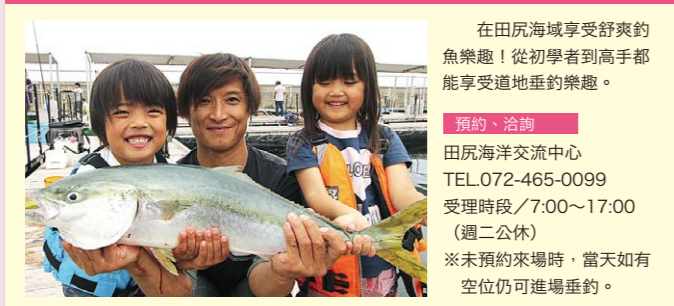 在田尻海域享受舒爽釣
魚樂趣！從初學者到高手都
能享受道地垂釣樂趣。
預約、洽詢
田尻海洋交流中心
TEL.072-465-0099
受理時段／7:00～17:00
（週二公休）
※未預約來場時，當天如有
空位仍可進場垂釣。